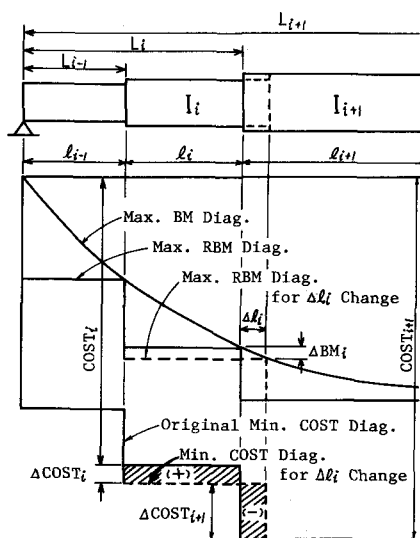 L_{i+1}
L_i
L_{i-1}
I_i
I_{i+1}
ℓ_{i-1}
ℓ_i
ℓ_{i+1}
Max. BM Diag.
Max. RBM Diag.
Max. RBM Diag.
for Δℓ_i Change
Δℓ_i
ΔBM_i
COST_i
COST_{i+1}
Original Min. COST Diag.
Min. COST Diag.
for Δℓ_i Change
ΔCOST_i
(+)
ΔCOST_{i+1}
(-)